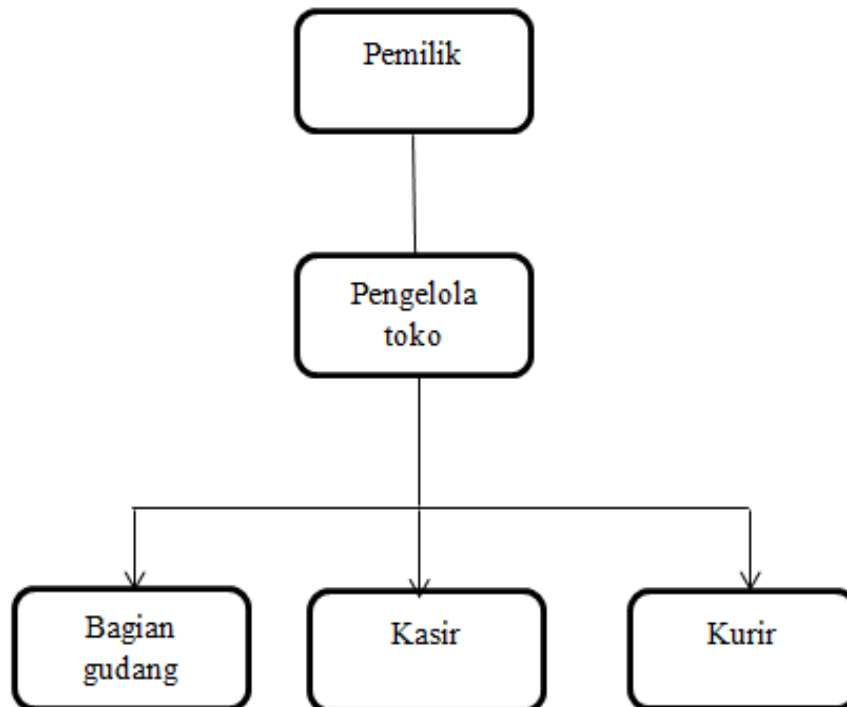 Pemilik
Pengelola
toko
Bagian
gudang
Kasir
Kurir